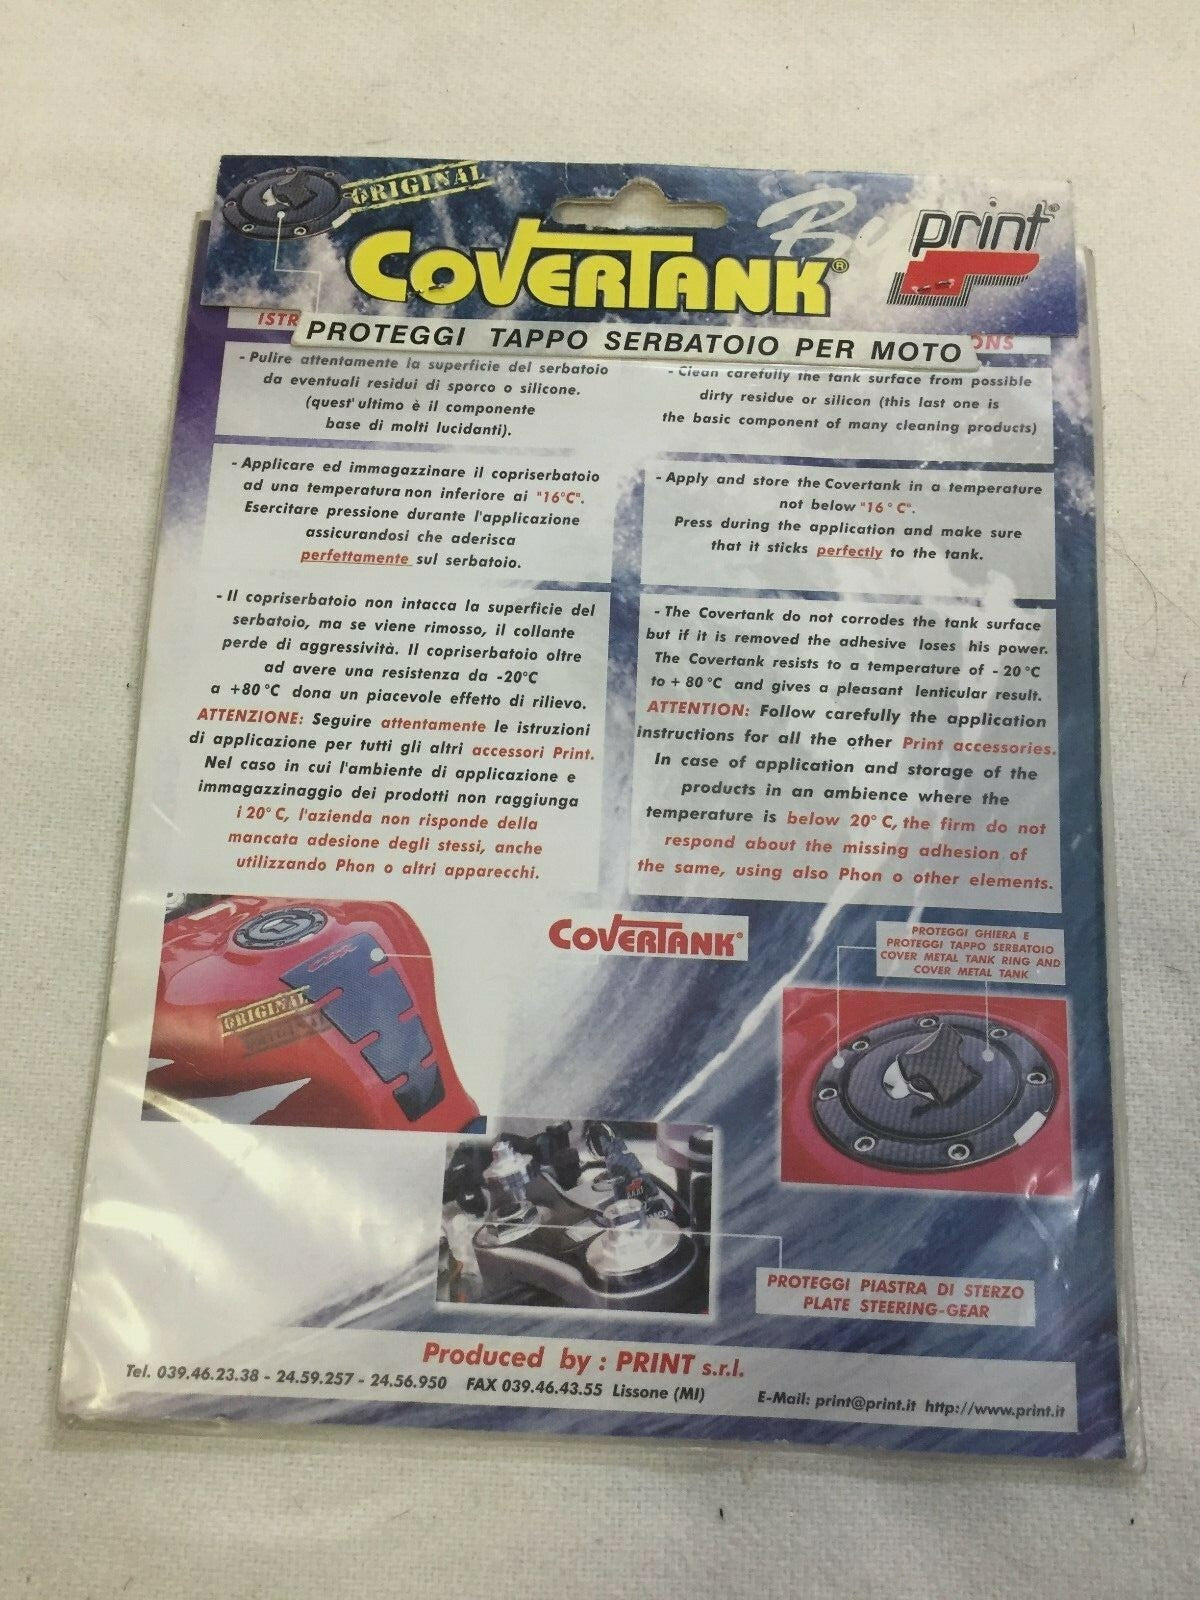 ORIGINAL
By print®
COVERTANK®
PROTEGGI TAPPO SERBATOIO PER MOTO
ISTR
ONS
- Pulire attentamente la superficie del serbatoio
da eventuali residui di sporco o silicone.
(quest'ultimo è il componente
base di molti lucidanti).
- Applicare ed immagazzinare il copriserbatoio
ad una temperatura non inferiore ai "16°C".
Esercitare pressione durante l'applicazione
assicurandosi che aderisca
perfettamente sul serbatoio.
- Il copriserbatoio non intacca la superficie del
serbatoio, ma se viene rimosso, il collante
perde di aggressività. Il copriserbatoio oltre
ad avere una resistenza da -20°C
a +80°C dona un piacevole effetto di rilievo.
ATTENZIONE: Seguire attentamente le istruzioni
di applicazione per tutti gli altri accessori Print.
Nel caso in cui l'ambiente di applicazione e
immagazzinaggio dei prodotti non raggiunga
i 20°C, l'azienda non risponde della
mancata adesione degli stessi, anche
utilizzando Phon o altri apparecchi.
- Clean carefully the tank surface from possible
dirty residue or silicon (this last one is
the basic component of many cleaning products)
- Apply and store the Covertank in a temperature
not below "16°C".
Press during the application and make sure
that it sticks perfectly to the tank.
- The Covertank do not corrodes the tank surface
but if it is removed the adhesive loses his power.
The Covertank resists to a temperature of -20°C
to +80°C and gives a pleasant lenticular result.
ATTENTION: Follow carefully the application
instructions for all the other Print accessories.
In case of application and storage of the
products in an ambience where the
temperature is below 20°C, the firm do not
respond about the missing adhesion of
the same, using also Phon o other elements.
COVERTANK®
ORIGINAL
PROTEGGI GHIERA E
PROTEGGI TAPPO SERBATOIO
COVER METAL TANK RING AND
COVER METAL TANK
PROTEGGI PIASTRA DI STERZO
PLATE STEERING-GEAR
Produced by : PRINT s.r.l.
Tel. 039.46.23.38 - 24.59.257 - 24.56.950 FAX 039.46.43.55 Lissone (MI)
E-Mail: print@print.it http://www.print.it